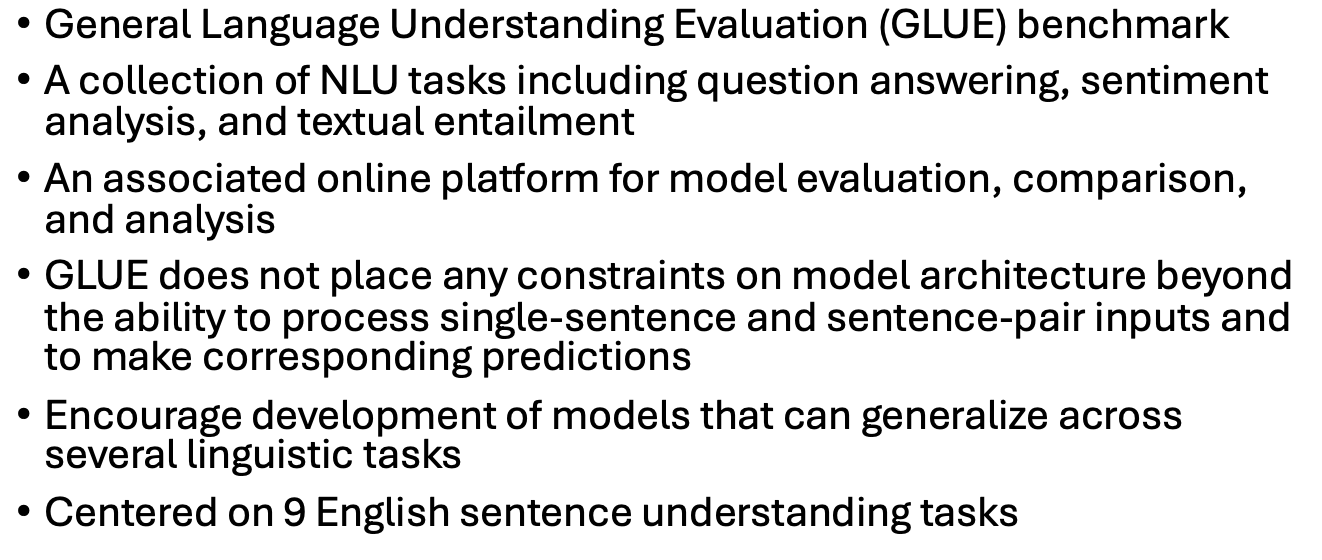 • General Language Understanding Evaluation (GLUE) benchmark
• A collection of NLU tasks including question answering, sentiment
analysis, and textual entailment
• An associated online platform for model evaluation, comparison,
and analysis
• GLUE does not place any constraints on model architecture beyond
the ability to process single-sentence and sentence-pair inputs and
to make corresponding predictions
• Encourage development of models that can generalize across
several linguistic tasks
• Centered on 9 English sentence understanding tasks